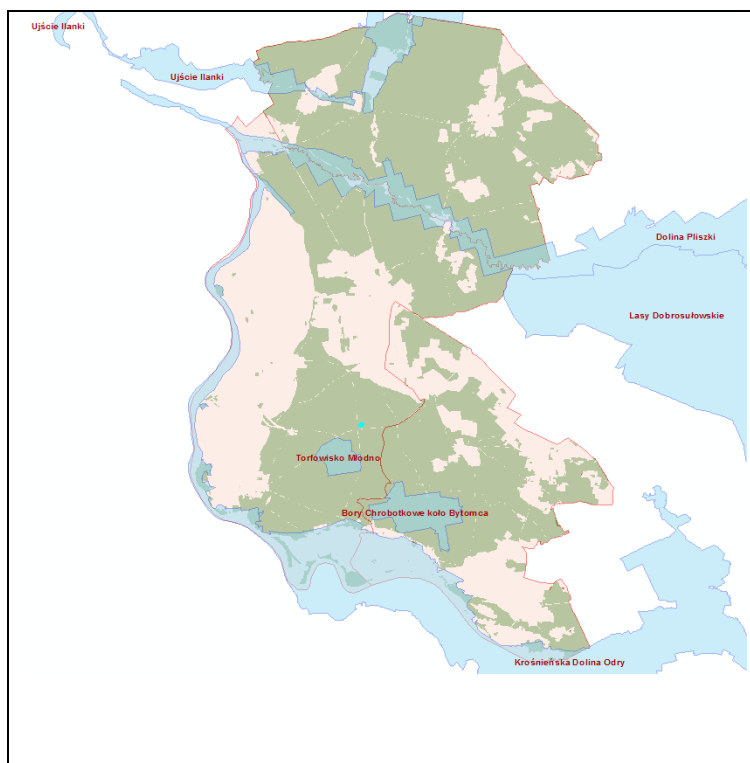 Ujście Ilanki
Ujście Ilanki
Dolina Pliszki
Lasy Dobrosułowskie
Torfowisko Młodno
Bory Chrobotkowe koło Bytomca
Krośnieńska Dolina Odry